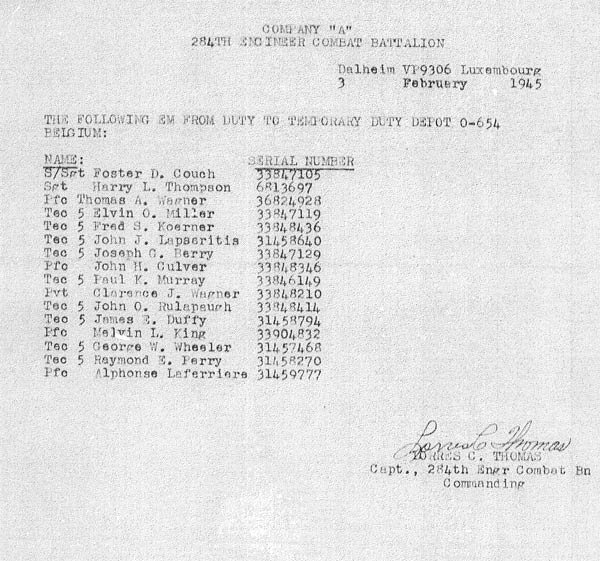 COMPANY "A"
284TH ENGINEER COMBAT BATTALION
Dalheim VP9306 Luxembourg
3 February 1945
THE FOLLOWING EM FROM DUTY TO TEMPORARY DUTY DEPOT O-654
BELGIUM:
NAME: SERIAL NUMBER
S/Sgt Foster D. Couch 33847105
Sgt Harry L. Thompson 6813697
Pfc Thomas A. Wagner 36824928
Tec 5 Elvin O. Miller 33847119
Tec 5 Fred S. Koerner 33848436
Tec 5 John J. Lapseritis 31458640
Tec 5 Joseph C. Berry 33847129
Pfc John H. Culver 33848346
Tec 5 Paul K. Murray 33846149
Pvt Clarence J. Wagner 33848210
Tec 5 John O. Rulapaugh 33848414
Tec 5 James E. Duffy 31458794
Pfc Melvin L. King 33904832
Tec 5 George W. Wheeler 31457468
Tec 5 Raymond E. Perry 31458270
Pfc Alphonse Laferriere 31459777
Lorres C Thomas
LORRES C. THOMAS
Capt., 284th Engr Combat Bn
Commanding